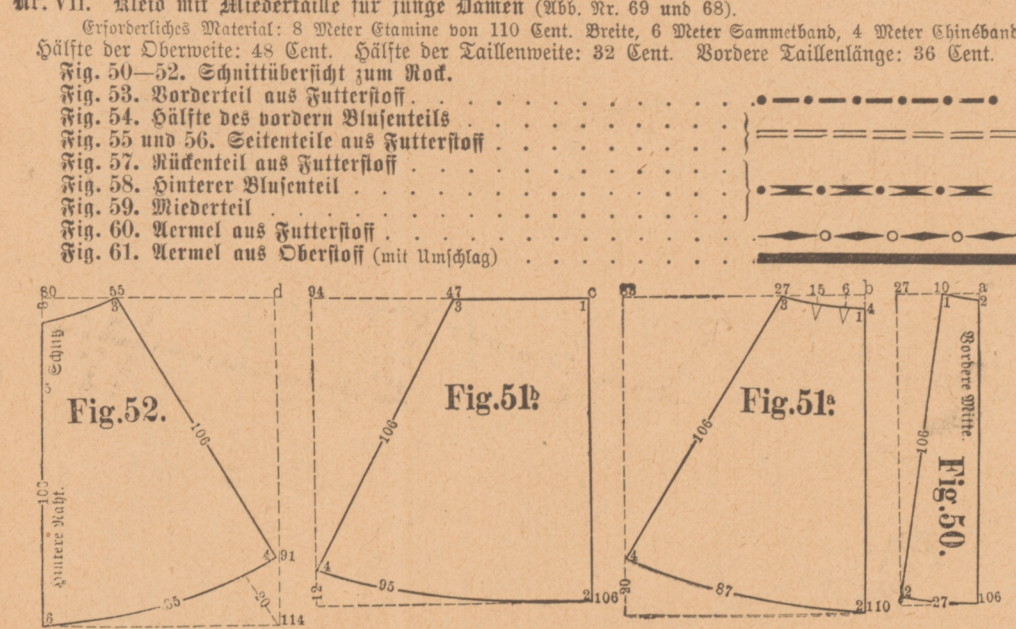 Nr. VII. Kleid mit Miedertaille für junge Damen (Abb. Nr. 69 und 68).
Erforderliches Material: 8 Meter Etamine von 110 Cent. Breite, 6 Meter Sammetband, 4 Meter Chinéband
Hälfte der Oberweite: 48 Cent. Hälfte der Taillenweite: 32 Cent. Vordere Taillenlänge: 36 Cent.
Fig. 50—52. Schnittübersicht zum Rock.
Fig. 53. Vorderteil aus Futterstoff.
Fig. 54. Hälfte des vordern Blusenteils
Fig. 55 und 56. Seitenteile aus Futterstoff
Fig. 57. Rückenteil aus Futterstoff
Fig. 58. Hinterer Blusenteil
Fig. 59. Miederteil
Fig. 60. Aermel aus Futterstoff
Fig. 61. Aermel aus Oberstoff (mit Umschlag)
80 55 d
8 3
Schlitz
5
Fig.52.
106
100
Hintere Naht.
4 91
35 20
6 114
94 47 c
3 1
Fig.51b.
106
4
95
12 2 106
27 15 6 b
3 1 4
Fig.51a.
106
4
20 87
2 110
27 10 a
1 2
Vordere Mitte.
106
Fig.50.
2 27 106